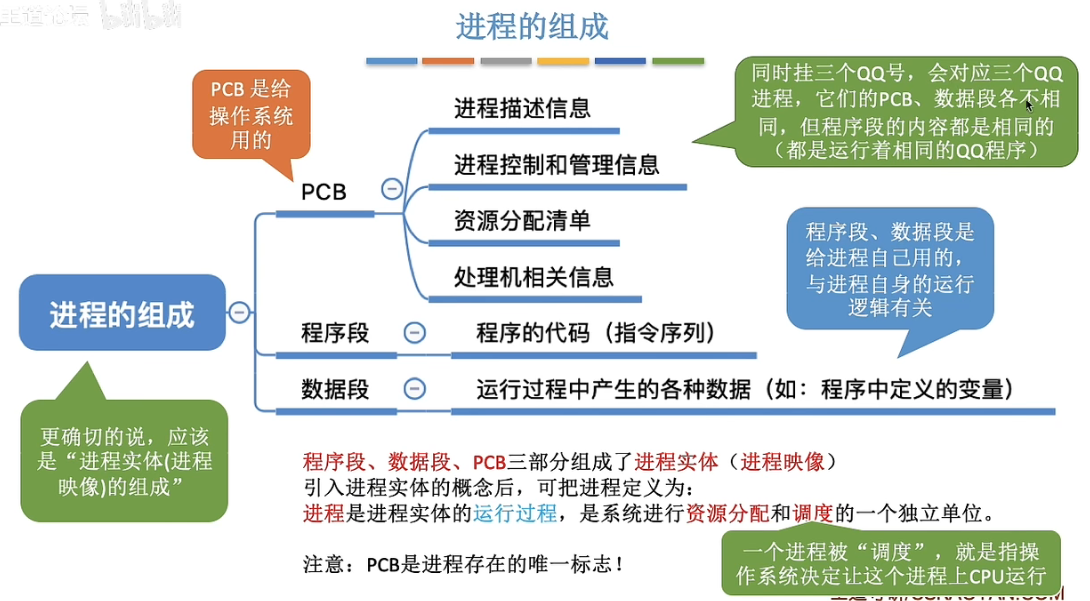 进程的组成
PCB 是给
操作系统
用的
同时挂三个QQ号，会对应三个QQ
进程，它们的PCB、数据段各不相
同，但程序段的内容都是相同的
（都是运行着相同的QQ程序）
进程描述信息
进程控制和管理信息
PCB
资源分配清单
处理机相关信息
程序段、数据段是
给进程自己用的，
与进程自身的运行
逻辑有关
进程的组成
程序段
程序的代码（指令序列）
数据段
运行过程中产生的各种数据（如：程序中定义的变量）
更确切的说，应该
是“进程实体(进程
映像)的组成”
程序段、数据段、PCB三部分组成了进程实体（进程映像）
引入进程实体的概念后，可把进程定义为：
进程是进程实体的运行过程，是系统进行资源分配和调度的一个独立单位。
注意：PCB是进程存在的唯一标志！
一个进程被“调度”，就是指操
作系统决定让这个进程上CPU运行